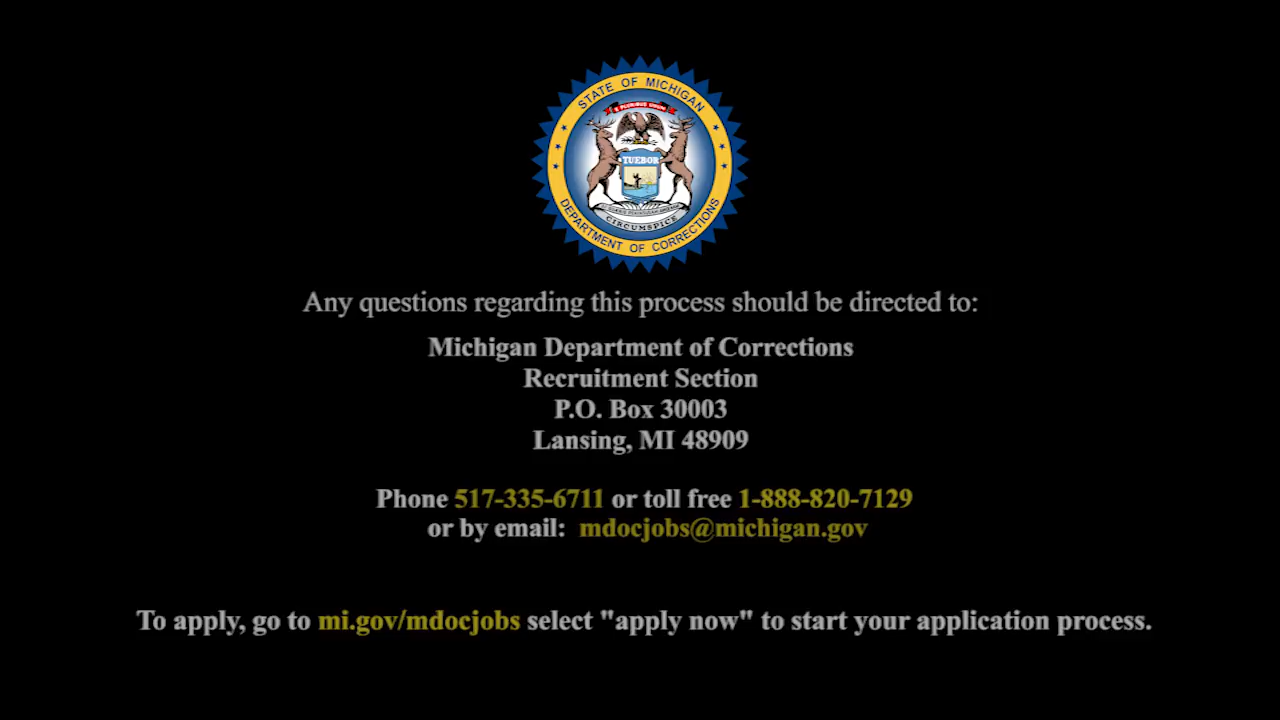 STATE OF MICHIGAN
E PLURIBUS UNUM
TUEBOR
CIRCUMSPICE
DEPARTMENT OF CORRECTIONS
Any questions regarding this process should be directed to:
Michigan Department of Corrections
Recruitment Section
P.O. Box 30003
Lansing, MI 48909
Phone 517-335-6711 or toll free 1-888-820-7129
or by email: mdocjobs@michigan.gov
To apply, go to mi.gov/mdocjobs select "apply now" to start your application process.